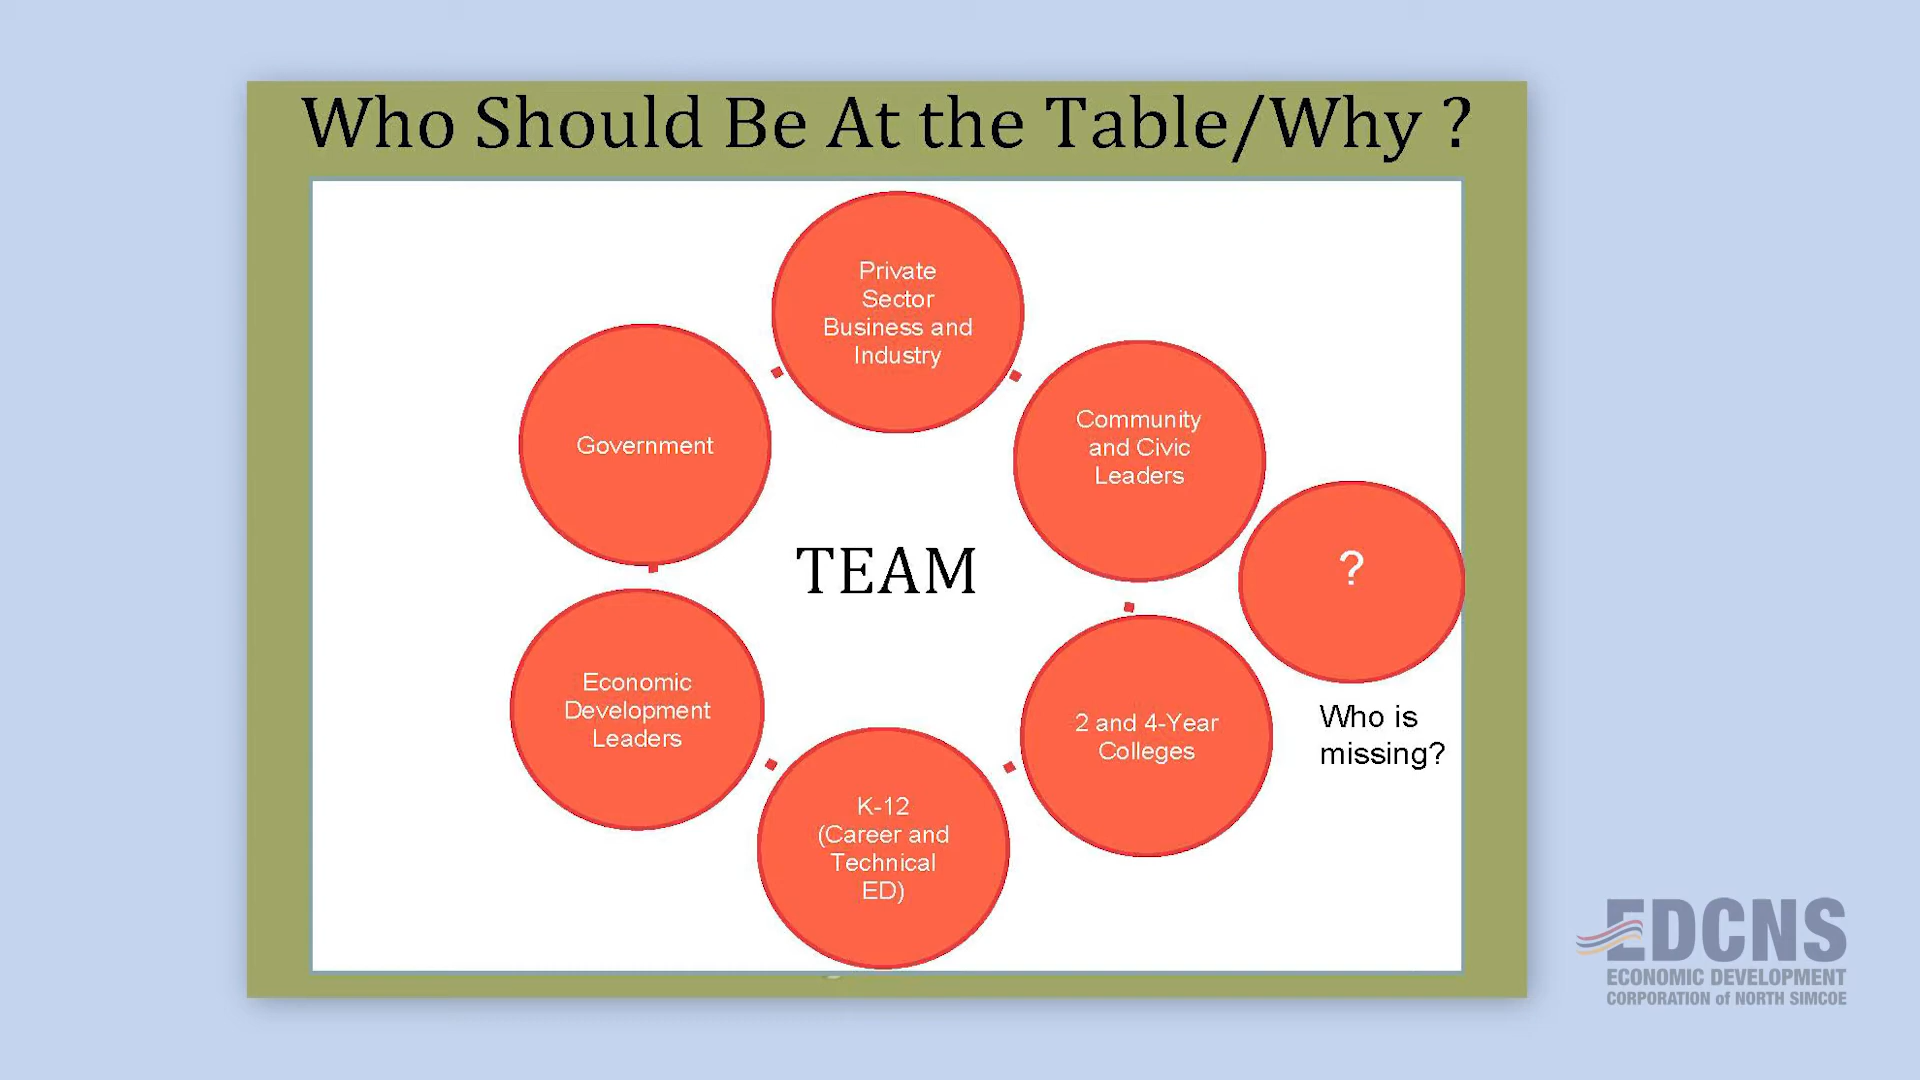 Who Should Be At the Table/Why ?
Private
Sector
Business and
Industry
Community
and Civic
Leaders
?
Who is
missing?
2 and 4-Year
Colleges
K-12
(Career and
Technical
ED)
Economic
Development
Leaders
Government
TEAM
EDCNS
ECONOMIC DEVELOPMENT
CORPORATION of NORTH SIMCOE